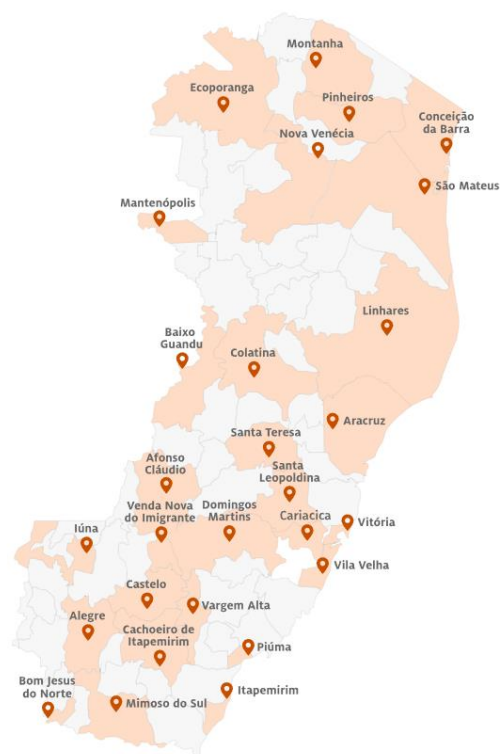 Montanha
Ecoporanga
Pinheiros
Conceição
da Barra
Nova Venécia
São Mateus
Mantenópolis
Linhares
Baixo
Guandu
Colatina
Aracruz
Santa Teresa
Afonso
Cláudio
Santa
Leopoldina
Venda Nova
do Imigrante
Domingos
Martins
Cariacica
Vitória
Iúna
Vila Velha
Castelo
Vargem Alta
Alegre
Cachoeiro de
Itapemirim
Piúma
Bom Jesus
do Norte
Itapemirim
Mimoso do Sul